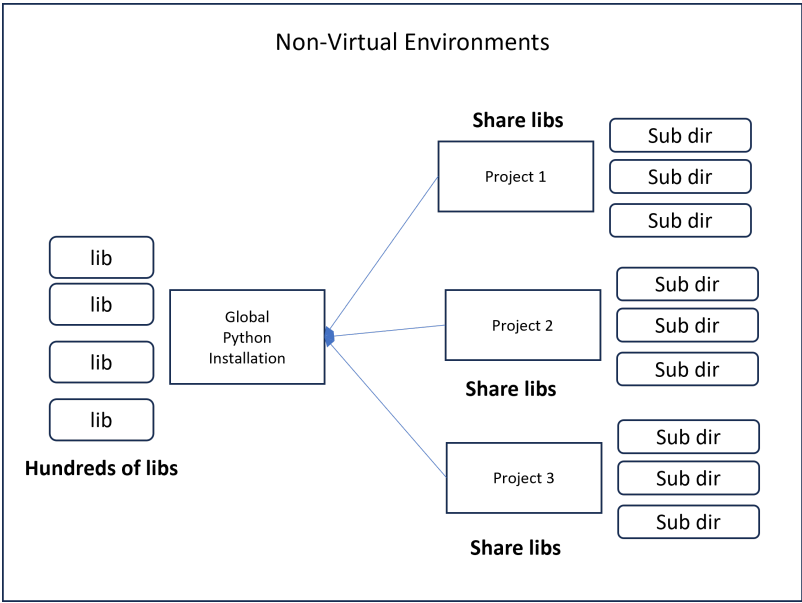 Non-Virtual Environments
Share libs
Project 1
Sub dir
Sub dir
Sub dir
lib
lib
lib
lib
Hundreds of libs
Global
Python
Installation
Project 2
Share libs
Sub dir
Sub dir
Sub dir
Project 3
Share libs
Sub dir
Sub dir
Sub dir